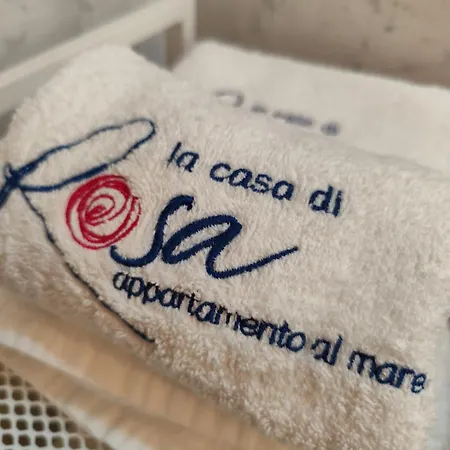 la casa di
Rosa
appartamento al mare